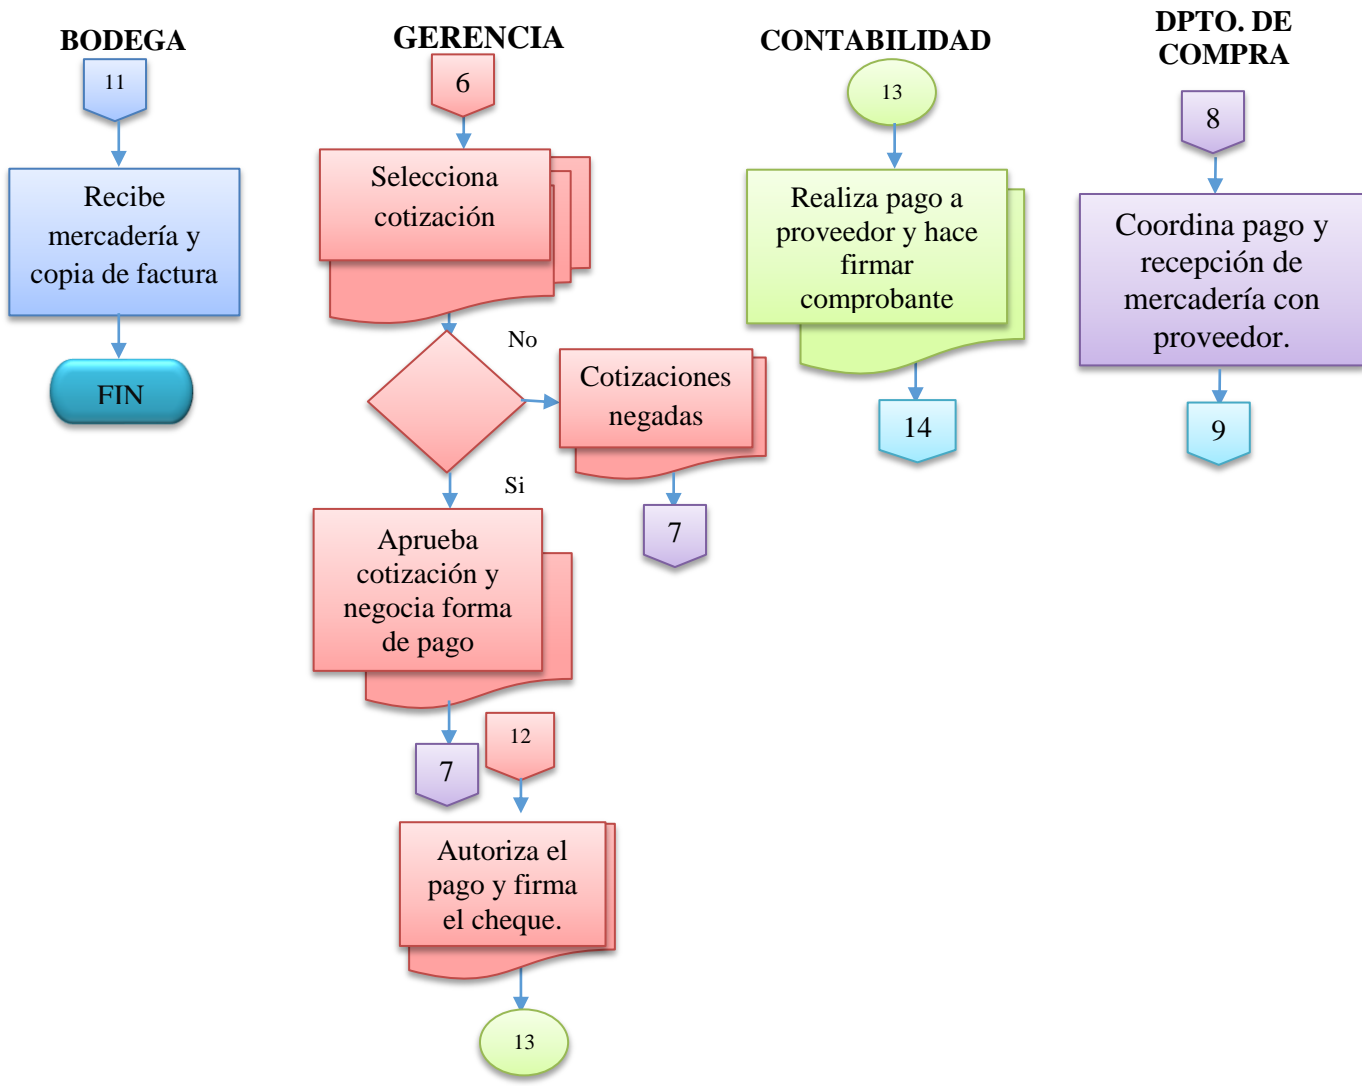 BODEGA
11
Recibe
mercadería y
copia de factura
FIN
GERENCIA
6
Selecciona
cotización
No
Cotizaciones
negadas
7
Si
Aprueba
cotización y
negocia forma
de pago
7
12
Autoriza el
pago y firma
el cheque.
13
CONTABILIDAD
13
Realiza pago a
proveedor y hace
firmar
comprobante
14
DPTO. DE
COMPRA
8
Coordina pago y
recepción de
mercadería con
proveedor.
9